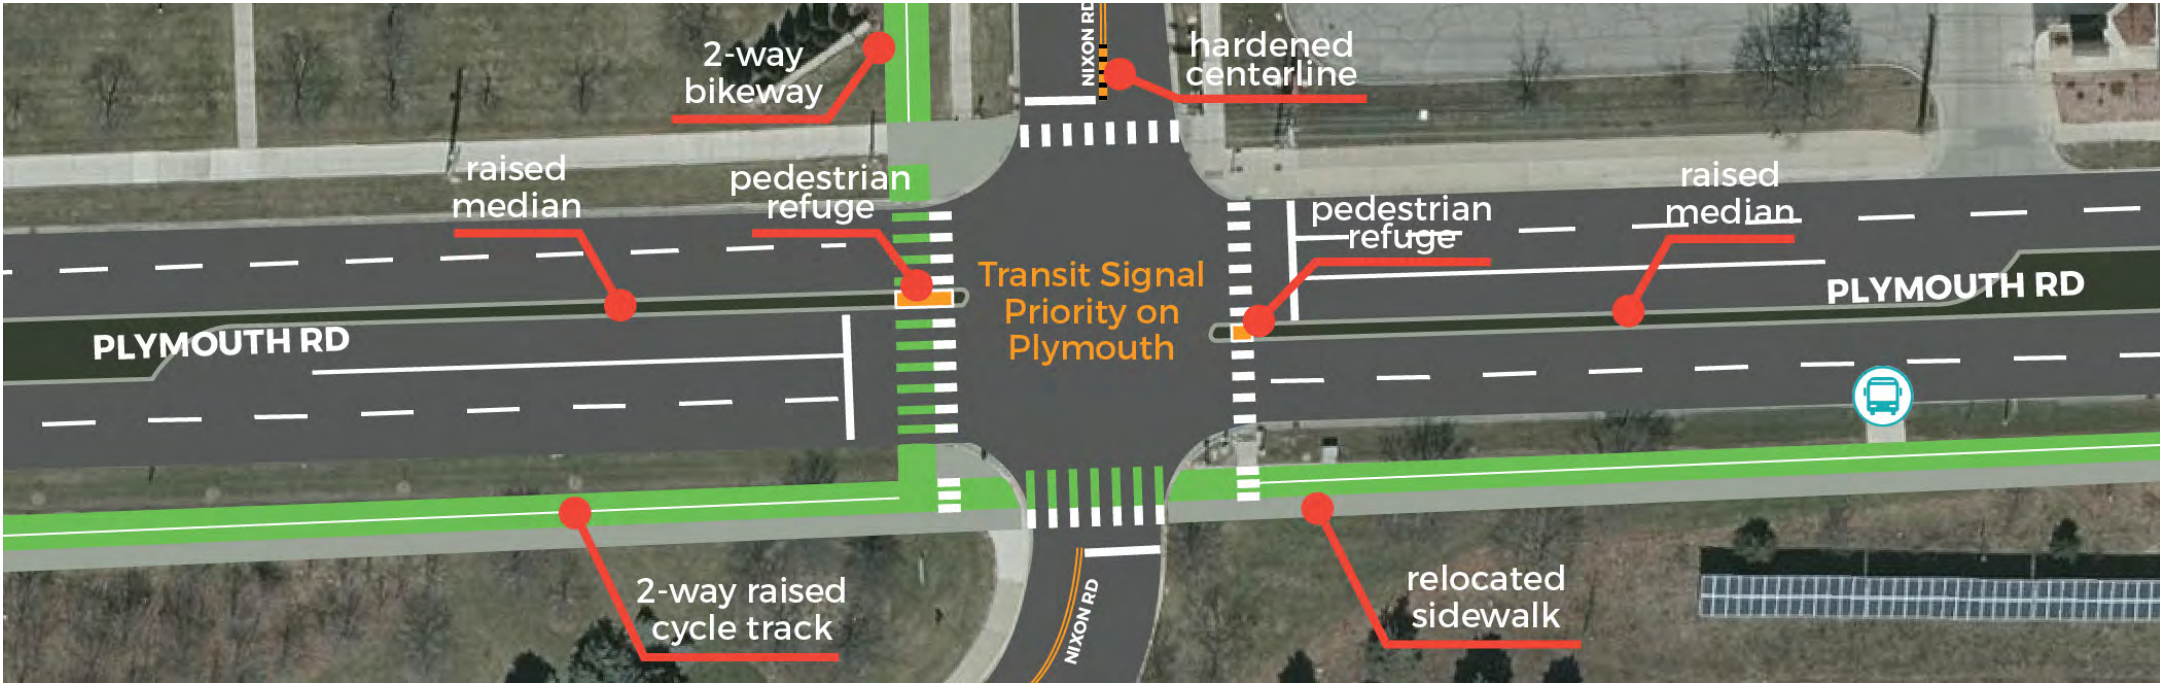 NIXON RD
2-way
bikeway
hardened
centerline
raised
median
pedestrian
refuge
pedestrian
refuge
raised
median
Transit Signal
Priority on
Plymouth
PLYMOUTH RD
PLYMOUTH RD
2-way raised
cycle track
NIXON RD
relocated
sidewalk